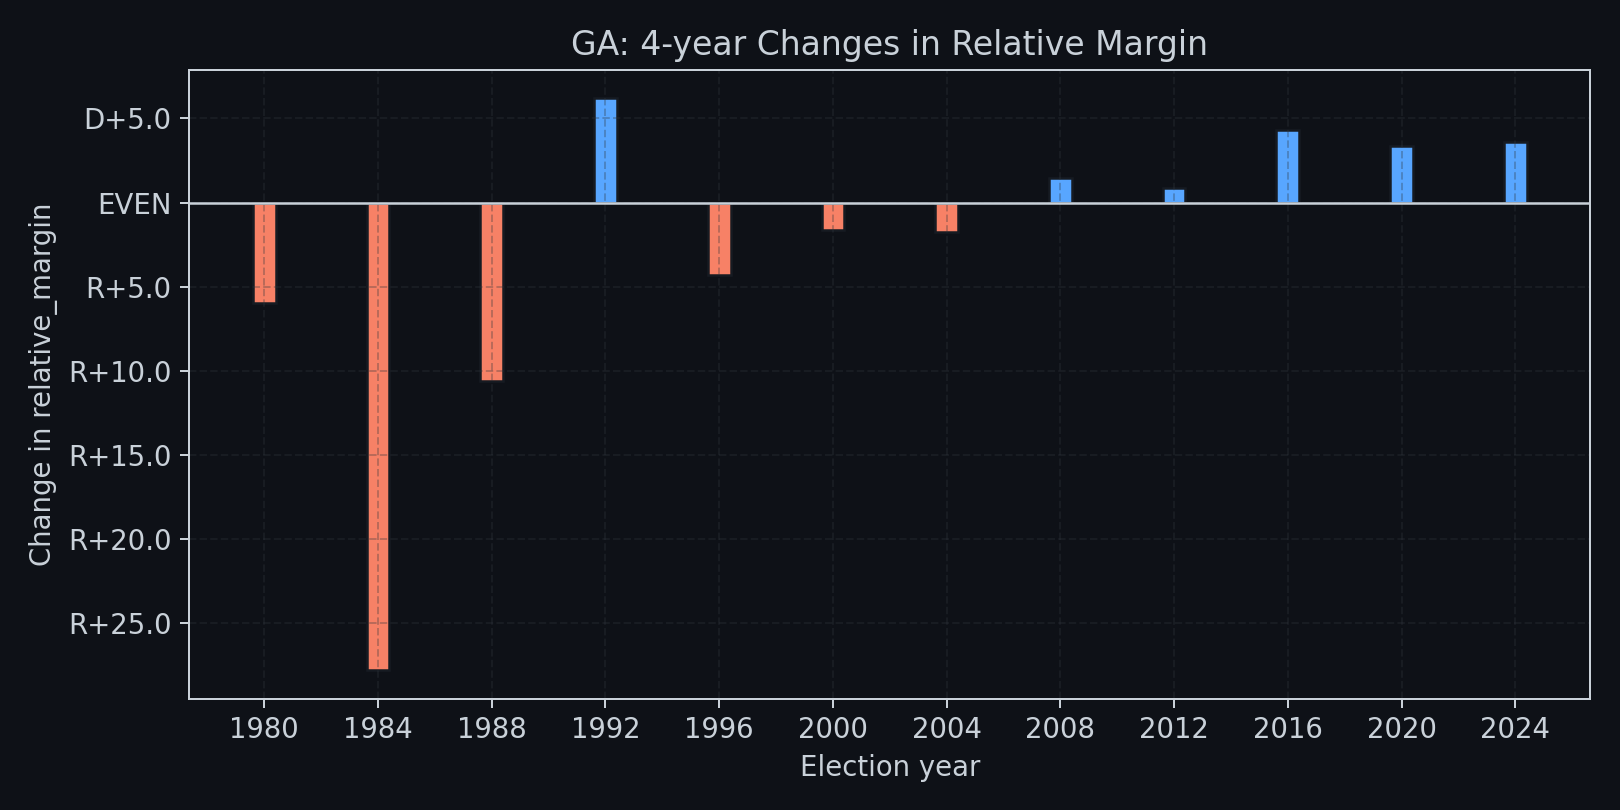 GA: 4-year Changes in Relative Margin
Change in relative_margin
D+5.0
EVEN
R+5.0
R+10.0
R+15.0
R+20.0
R+25.0
1980 1984 1988 1992 1996 2000 2004 2008 2012 2016 2020 2024
Election year